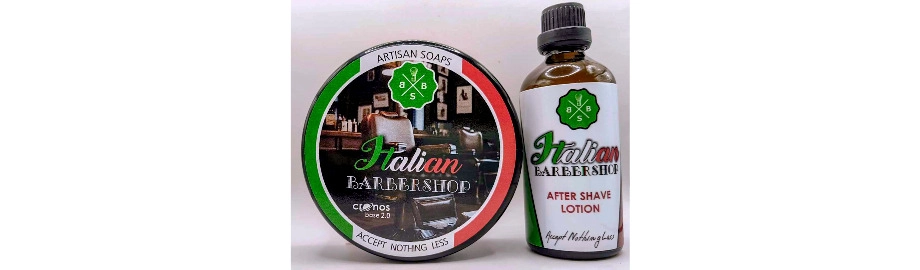 ARTISAN SOAPS
B B
S
Italian
BARBERSHOP
cronos
base 2.0
ACCEPT NOTHING LESS
B B
S
Italian
BARBERSHOP
AFTER SHAVE
LOTION
Accept Nothing Less